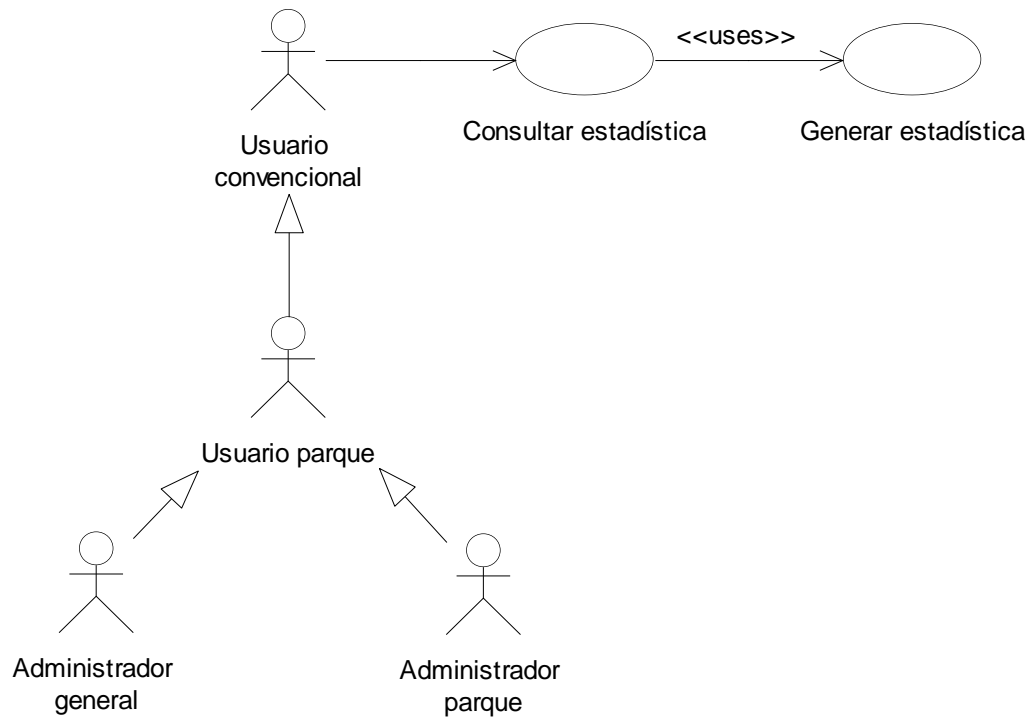 <<uses>>
Consultar estadística
Generar estadística
Usuario
convencional
Usuario parque
Administrador
general
Administrador
parque